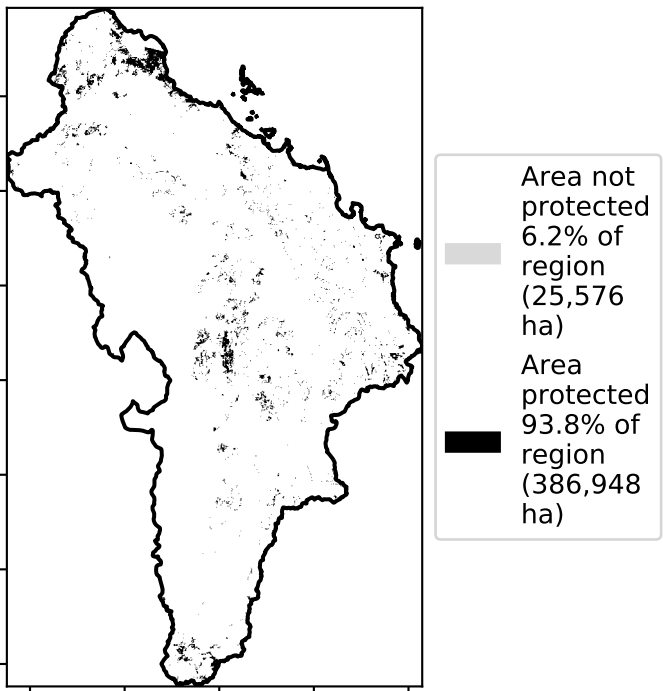 Area not
protected
6.2% of
region
(25,576
ha)
Area
protected
93.8% of
region
(386,948
ha)